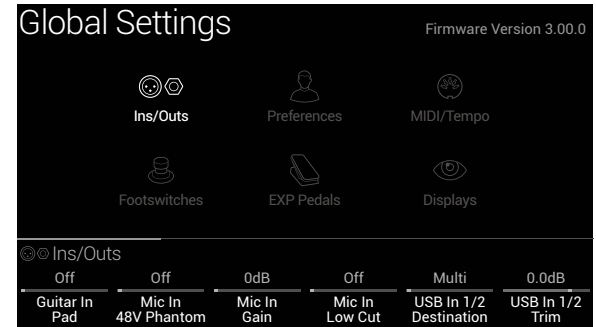 Global Settings
Firmware Version 3.00.0
Ins/Outs
Preferences
MIDI/Tempo
Footswitches
EXP Pedals
Displays
Ins/Outs
Off
Off
0dB
Off
Multi
0.0dB
Guitar In
Pad
Mic In
48V Phantom
Mic In
Gain
Mic In
Low Cut
USB In 1/2
Destination
USB In 1/2
Trim